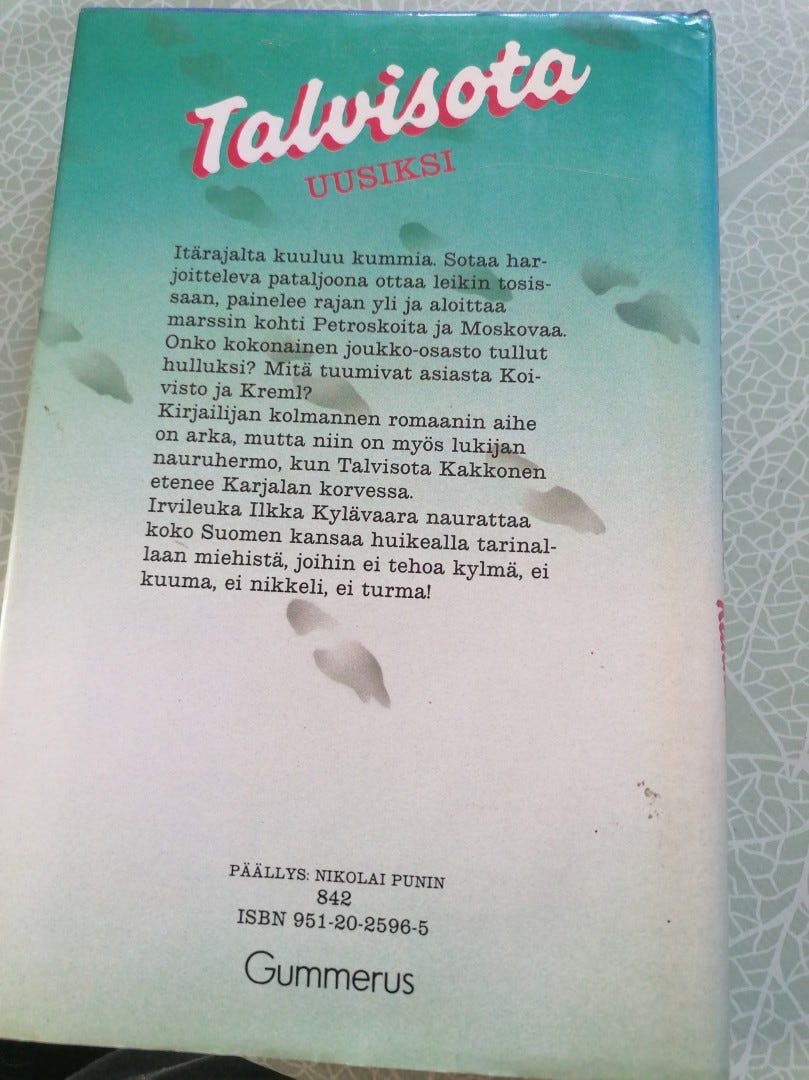 Talvisota
UUSIKSI
Itärajalta kuuluu kummia. Sotaa har-
joitteleva pataljoona ottaa leikin tosis-
saan, painelee rajan yli ja aloittaa
marssin kohti Petroskoita ja Moskovaa.
Onko kokonainen joukko-osasto tullut
hulluksi? Mitä tuumivat asiasta Koi-
visto ja Kreml?
Kirjailijan kolmannen romaanin aihe
on arka, mutta niin on myös lukijan
nauruhermo, kun Talvisota Kakkonen
etenee Karjalan korvessa.
Irvileuka Ilkka Kylävaara naurattaa
koko Suomen kansaa huikealla tarinal-
laan miehistä, joihin ei tehoa kylmä, ei
kuuma, ei nikkeli, ei turma!
PÄÄLLYS: NIKOLAI PUNIN
842
ISBN 951-20-2596-5
Gummerus